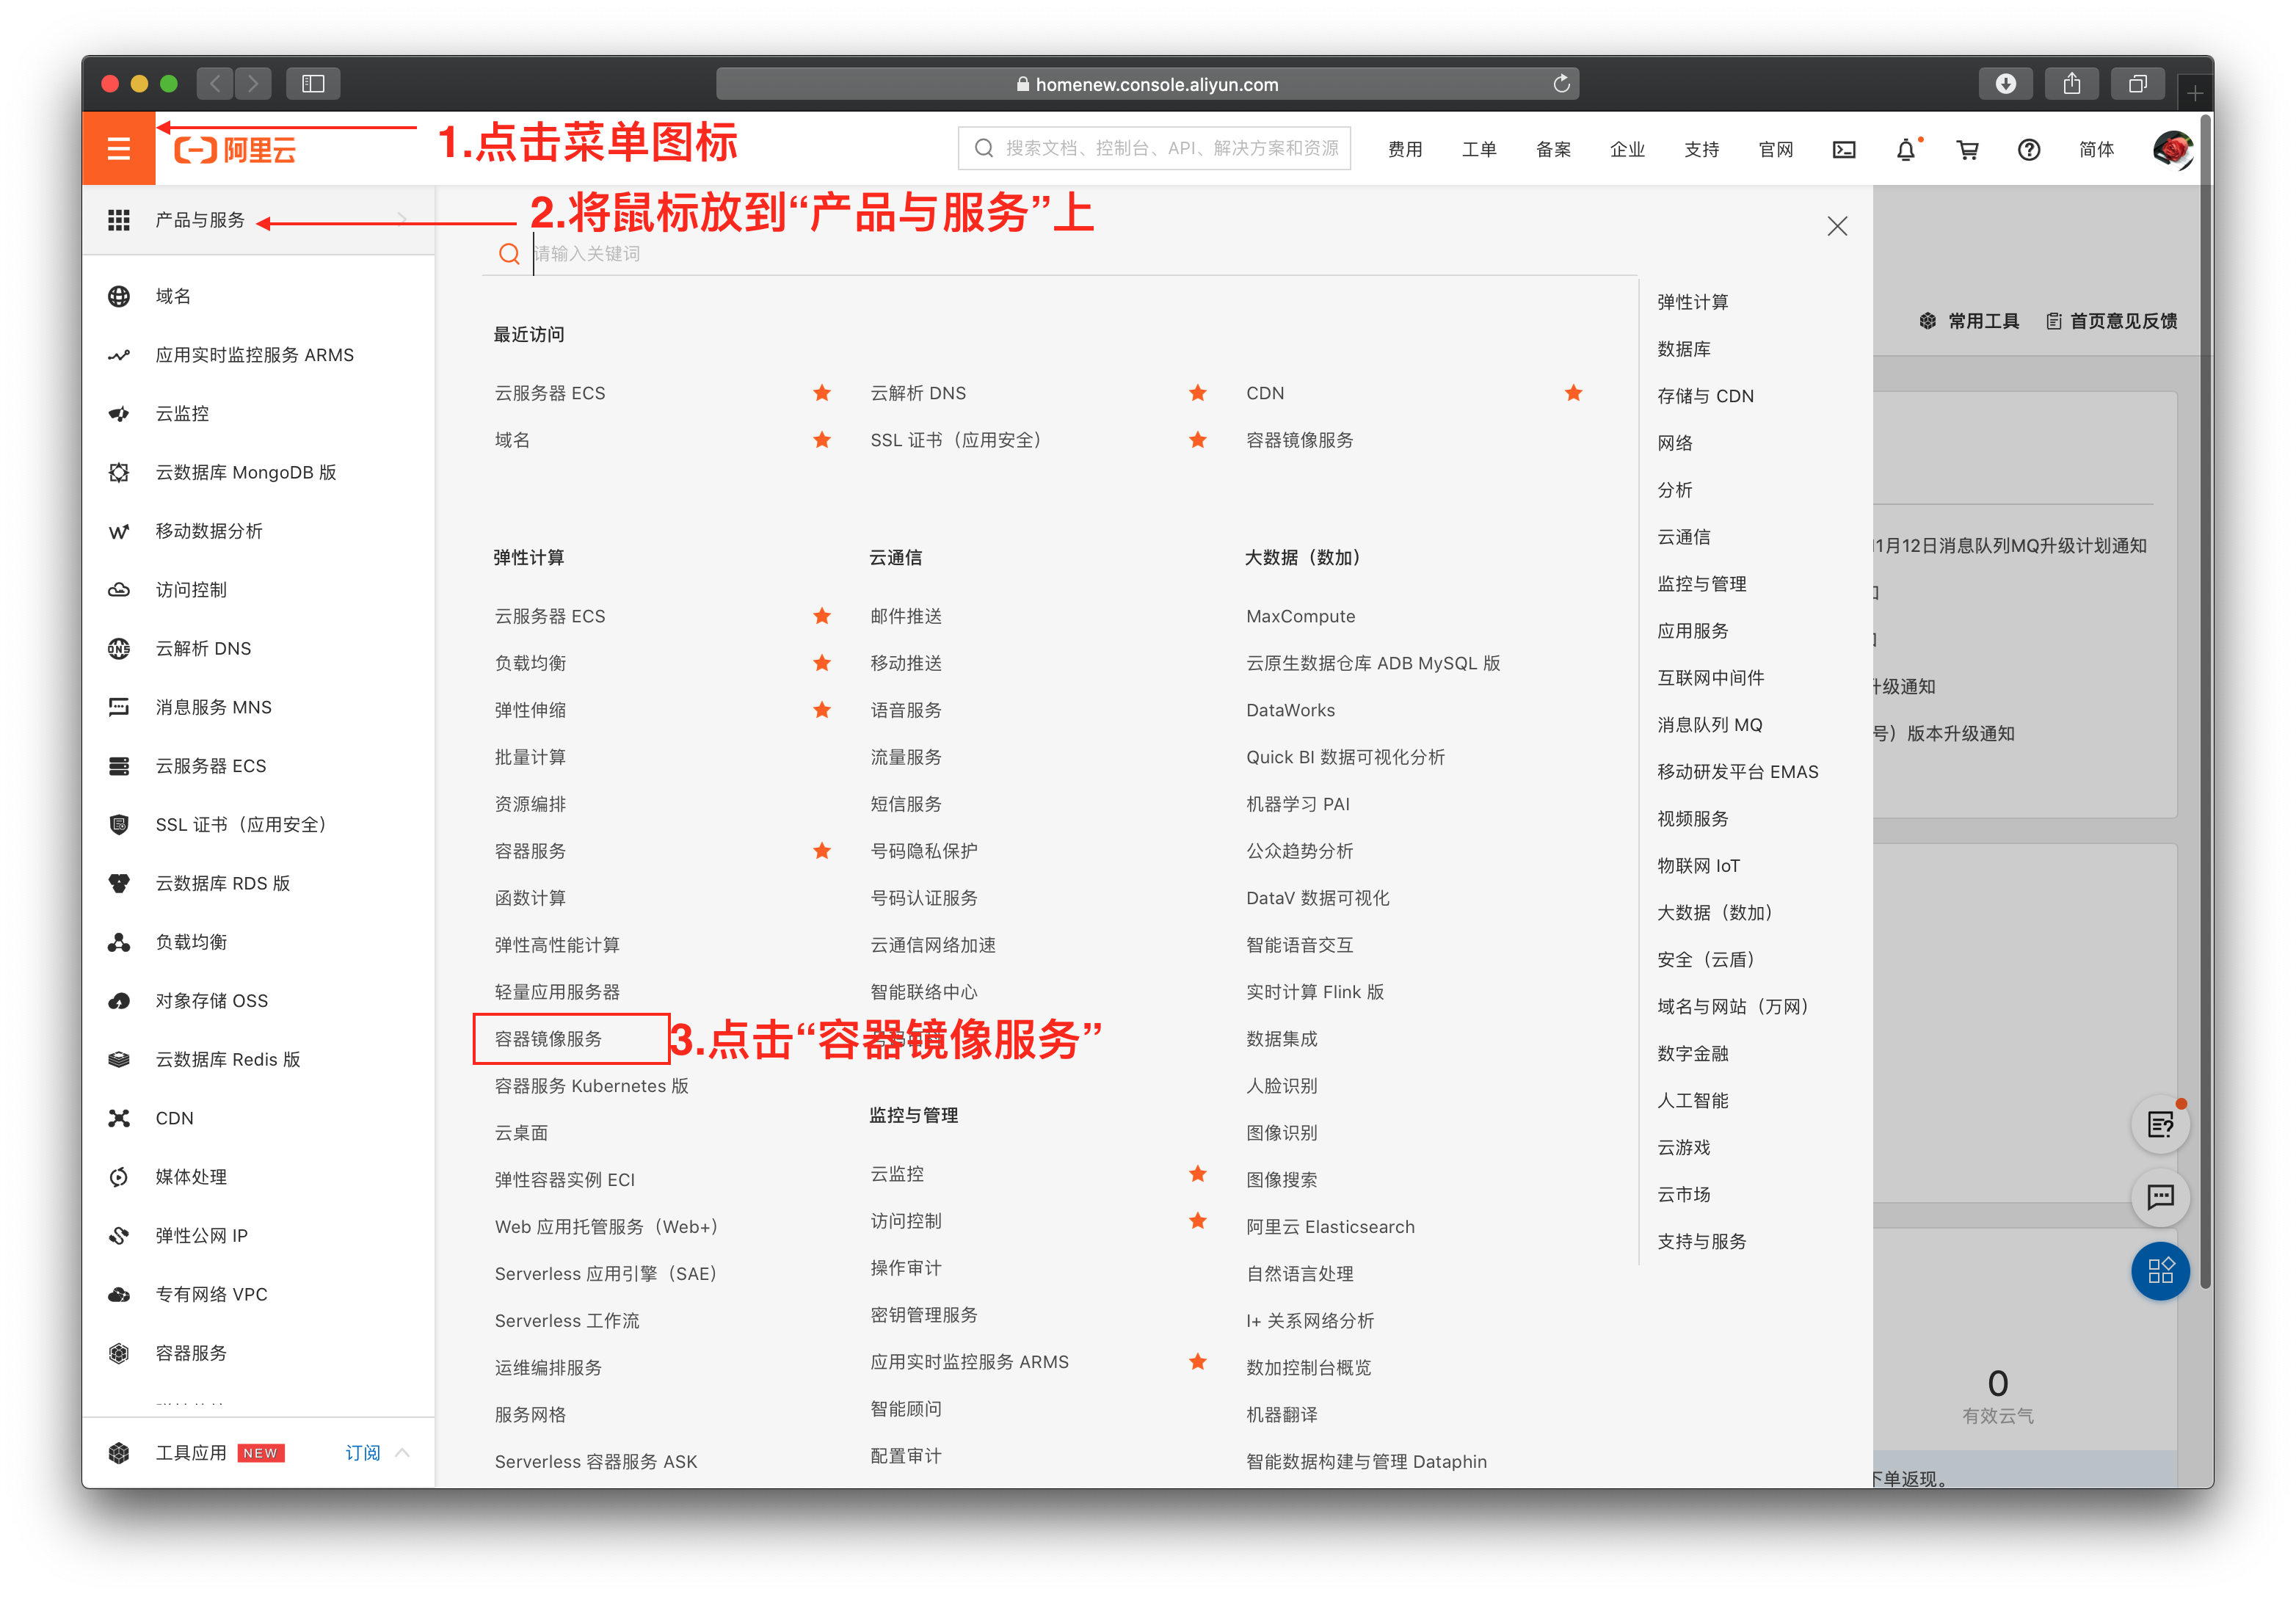 homenew.console.aliyun.com
阿里云
1.点击菜单图标
搜索文档、控制台、API、解决方案和资源
费用
工单
备案
企业
支持
官网
简体
产品与服务
2.将鼠标放到“产品与服务”上
请输入关键词
域名
应用实时监控服务 ARMS
云监控
云数据库 MongoDB 版
移动数据分析
访问控制
云解析 DNS
消息服务 MNS
云服务器 ECS
SSL 证书（应用安全）
云数据库 RDS 版
负载均衡
对象存储 OSS
云数据库 Redis 版
CDN
媒体处理
弹性公网 IP
专有网络 VPC
容器服务
工具应用 NEW 订阅
最近访问
云服务器 ECS
云解析 DNS
CDN
域名
SSL 证书（应用安全）
容器镜像服务
弹性计算
云服务器 ECS
负载均衡
弹性伸缩
批量计算
资源编排
容器服务
函数计算
弹性高性能计算
轻量应用服务器
容器镜像服务
3.点击“容器镜像服务”
容器服务 Kubernetes 版
云桌面
弹性容器实例 ECI
Web 应用托管服务（Web+）
Serverless 应用引擎（SAE）
Serverless 工作流
运维编排服务
服务网格
Serverless 容器服务 ASK
云通信
邮件推送
移动推送
语音服务
流量服务
短信服务
号码隐私保护
号码认证服务
云通信网络加速
智能联络中心
监控与管理
云监控
访问控制
操作审计
密钥管理服务
应用实时监控服务 ARMS
智能顾问
配置审计
大数据（数加）
MaxCompute
云原生数据仓库 ADB MySQL 版
DataWorks
Quick BI 数据可视化分析
机器学习 PAI
公众趋势分析
DataV 数据可视化
智能语音交互
实时计算 Flink 版
数据集成
人脸识别
图像识别
图像搜索
阿里云 Elasticsearch
自然语言处理
I+ 关系网络分析
数加控制台概览
机器翻译
智能数据构建与管理 Dataphin
弹性计算
数据库
存储与 CDN
网络
分析
云通信
监控与管理
应用服务
互联网中间件
消息队列 MQ
移动研发平台 EMAS
视频服务
物联网 IoT
大数据（数加）
安全（云盾）
域名与网站（万网）
数字金融
人工智能
云游戏
云市场
支持与服务
常用工具
首页意见反馈
11月12日消息队列MQ升级计划通知
升级通知
号）版本升级通知
0
有效云气
下单返现。